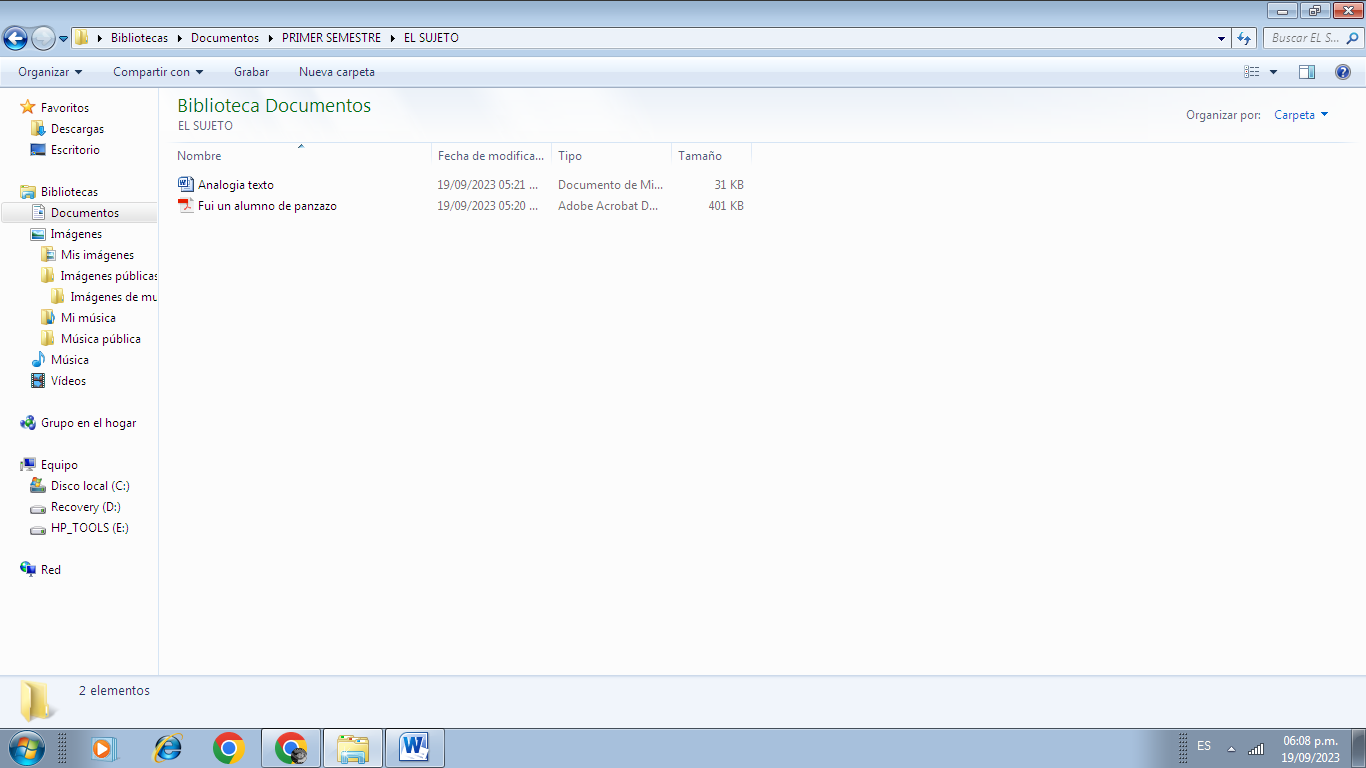 Bibliotecas Documentos PRIMER SEMESTRE EL SUJETO
Buscar EL S...
Organizar Compartir con Grabar Nueva carpeta
Favoritos
Descargas
Escritorio
Bibliotecas
Documentos
Imágenes
Mis imágenes
Imágenes públicas
Imágenes de mu
Mi música
Música pública
Música
Vídeos
Grupo en el hogar
Equipo
Disco local (C:)
Recovery (D:)
HP_TOOLS (E:)
Red
Biblioteca Documentos
EL SUJETO
Organizar por: Carpeta
Nombre Fecha de modifica... Tipo Tamaño
Analogia texto 19/09/2023 05:21 ... Documento de Mi... 31 KB
Fui un alumno de panzazo 19/09/2023 05:20 ... Adobe Acrobat D... 401 KB
2 elementos
ES
06:08 p.m.
19/09/2023